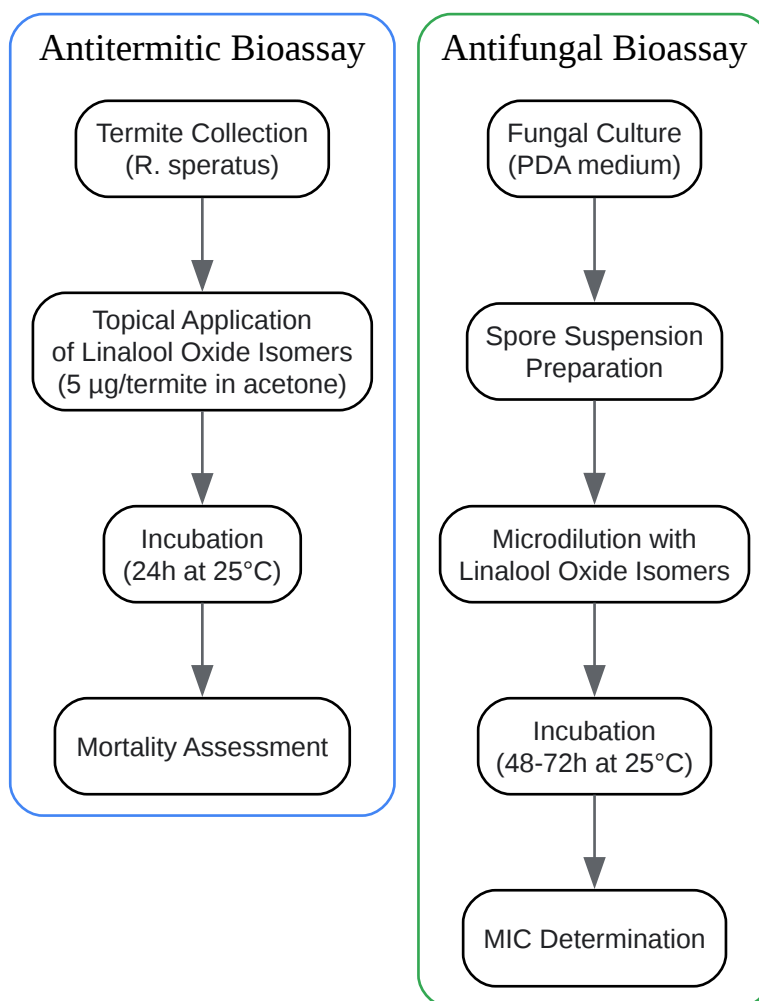 Antitermitic Bioassay
Termite Collection
(R. speratus)
Topical Application
of Linalool Oxide Isomers
(5 µg/termite in acetone)
Incubation
(24h at 25°C)
Mortality Assessment
Antifungal Bioassay
Fungal Culture
(PDA medium)
Spore Suspension
Preparation
Microdilution with
Linalool Oxide Isomers
Incubation
(48-72h at 25°C)
MIC Determination